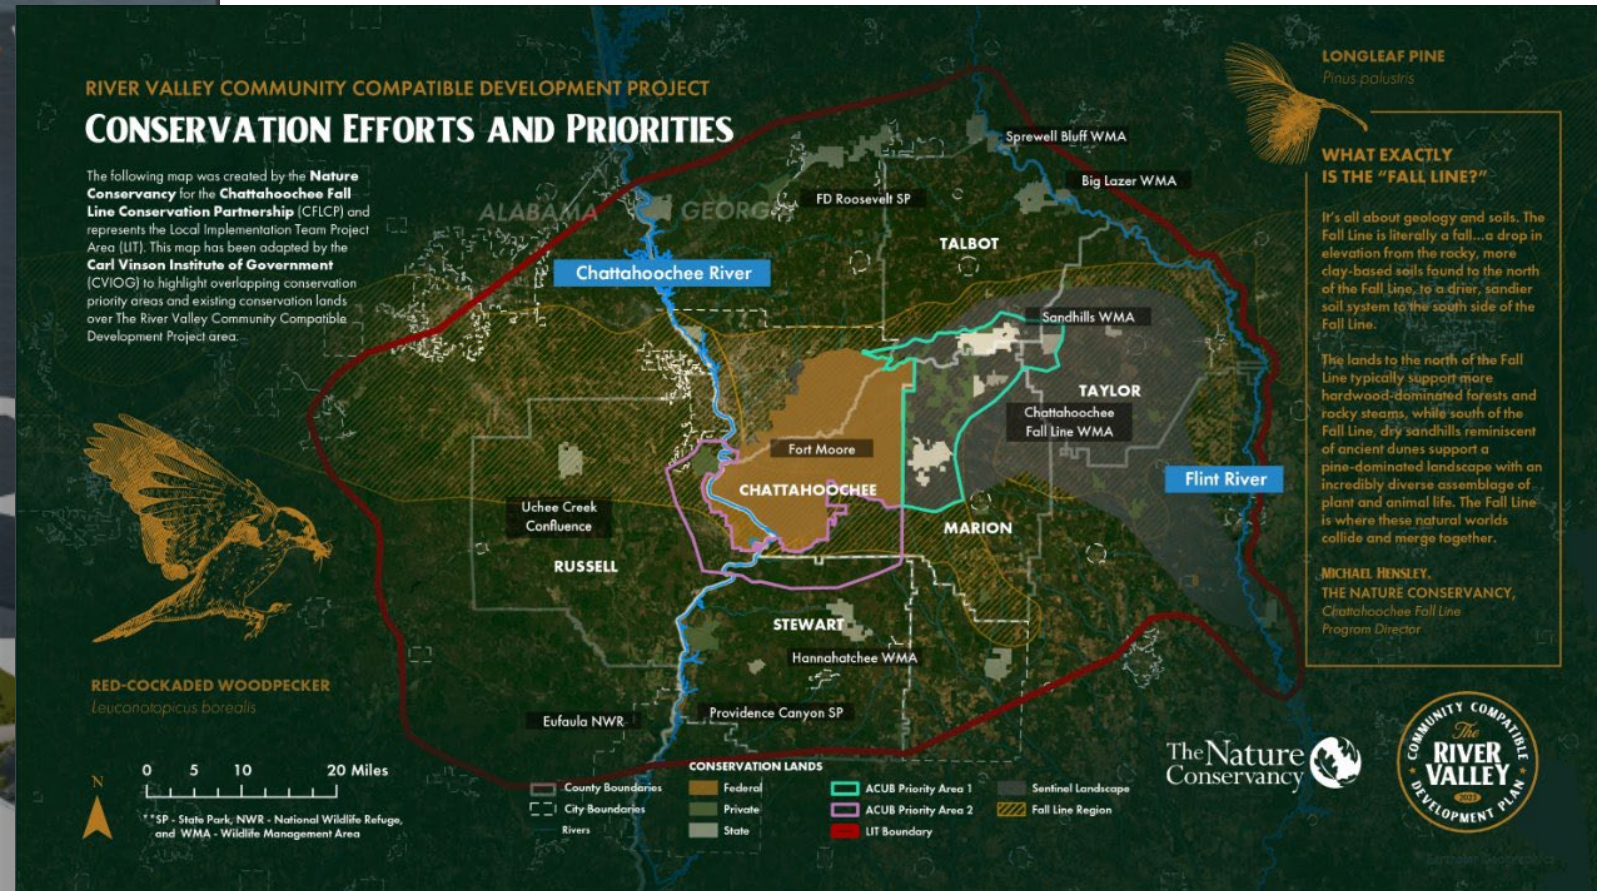 RIVER VALLEY COMMUNITY COMPATIBLE DEVELOPMENT PROJECT
CONSERVATION EFFORTS AND PRIORITIES
The following map was created by the Nature
Conservancy for the Chattahoochee Fall
Line Conservation Partnership (CFLCP) and
represents the Local Implementation Team Project
Area (LIT). This map has been adapted by the
Carl Vinson Institute of Government
(CVIOG) to highlight overlapping conservation
priority areas and existing conservation lands
over The River Valley Community Compatible
Development Project area.
ALABAMA
GEORG
Chattahoochee River
FD Roosevelt SP
Sprewell Bluff WMA
Big Lazer WMA
TALBOT
Sandhills WMA
TAYLOR
Chattahoochee
Fall Line WMA
Fort Moore
CHATTAHOOCHEE
Flint River
Uchee Creek
Confluence
MARION
RUSSELL
STEWART
Hannahatchee WMA
Eufaula NWR
Providence Canyon SP
RED-COCKADED WOODPECKER
Leuconotopicus borealis
LONGLEAF PINE
Pinus palustris
WHAT EXACTLY
IS THE “FALL LINE?”
It's all about geology and soils. The
Fall Line is literally a fall...a drop in
elevation from the rocky, more
clay-based soils found to the north
of the Fall Line, to a drier, sandier
soil system to the south side of the
Fall Line.
The lands to the north of the Fall
Line typically support more
hardwood-dominated forests and
rocky steams, while south of the
Fall Line, dry sandhills reminiscent
of ancient dunes support a
pine-dominated landscape with an
incredibly diverse assemblage of
plant and animal life. The Fall Line
is where these natural worlds
collide and merge together.
MICHAEL HENSLEY,
THE NATURE CONSERVANCY,
Chattahoochee Fall Line
Program Director
N
0 5 10 20 Miles
**SP - State Park, NWR - National Wildlife Refuge,
and WMA - Wildlife Management Area
CONSERVATION LANDS
County Boundaries
City Boundaries
Rivers
Federal
Private
State
ACUB Priority Area 1
ACUB Priority Area 2
LIT Boundary
Sentinel Landscape
Fall Line Region
The Nature
Conservancy
COMMUNITY COMPATIBLE
The
RIVER
VALLEY
DEVELOPMENT PLAN
Earthstar Geographics